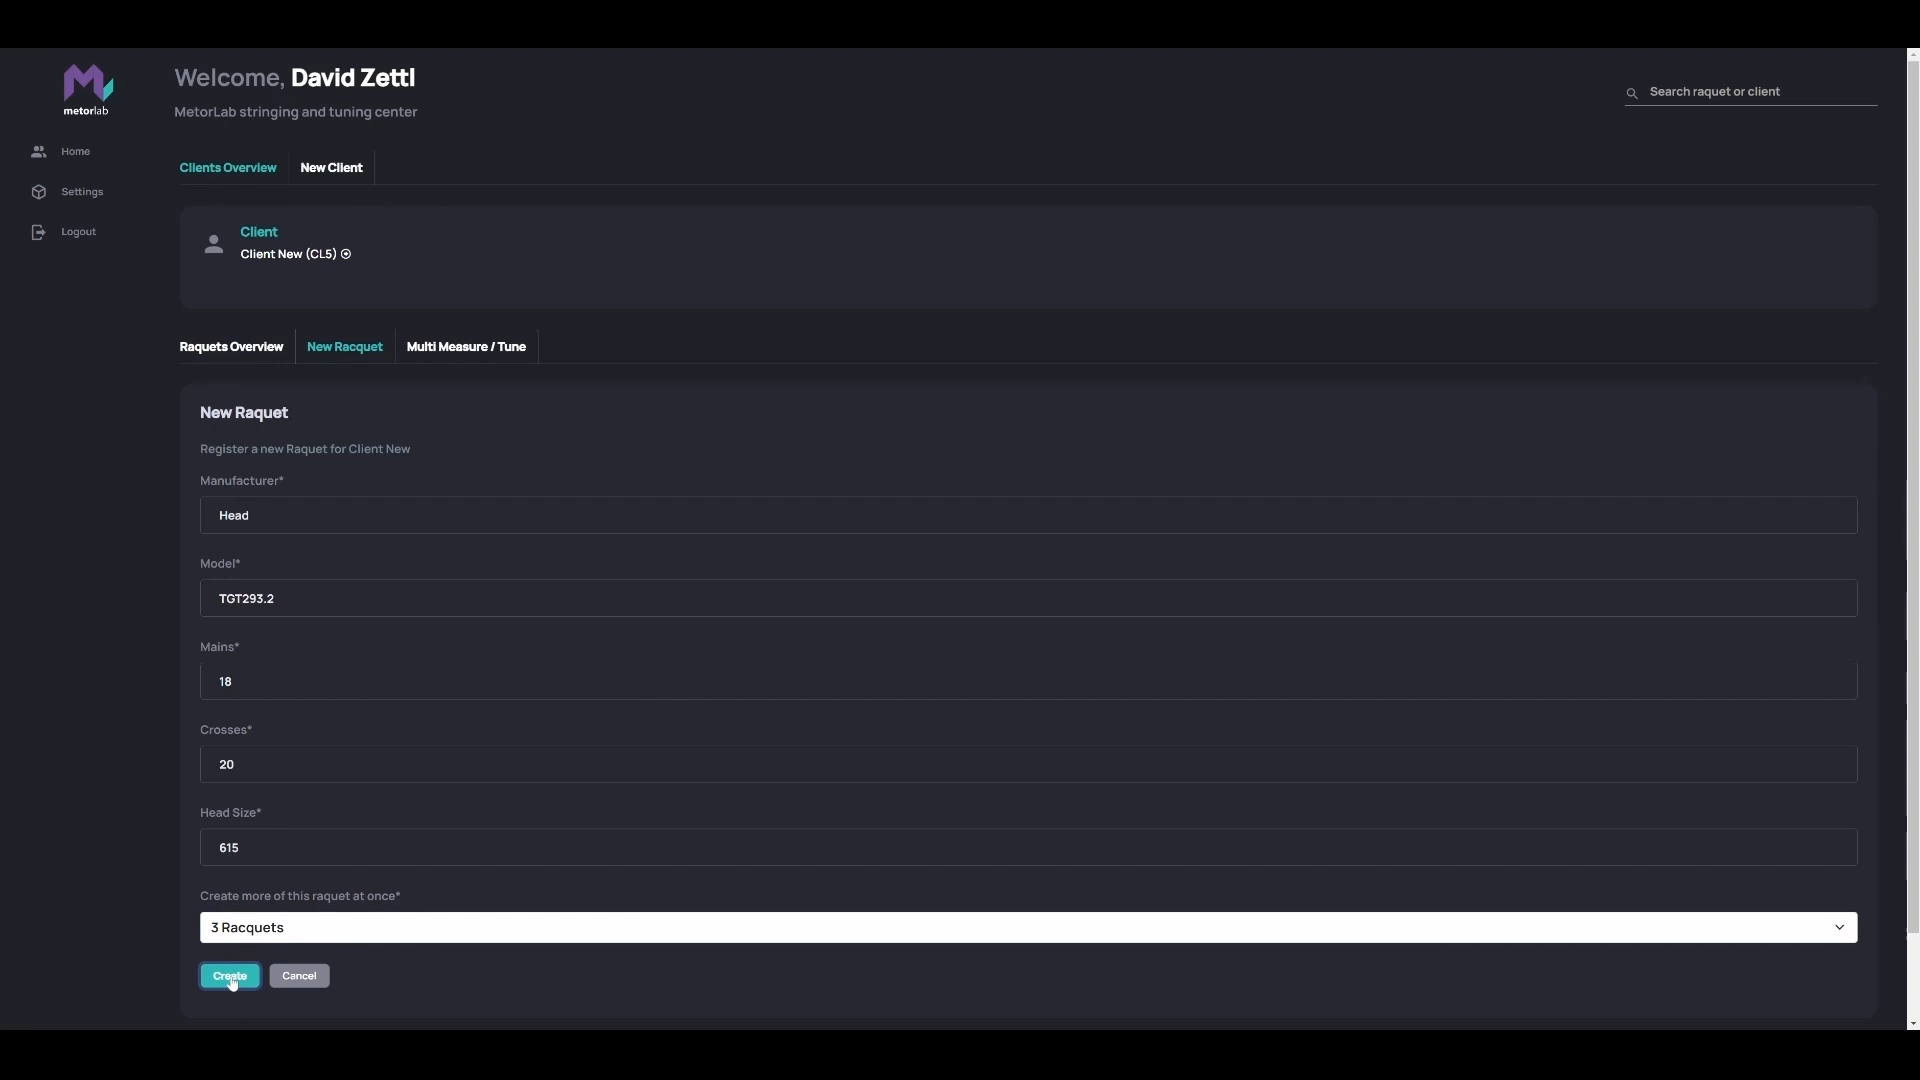 metorlab
Welcome, David Zettl
MetorLab stringing and tuning center
Search raquet or client
Home
Settings
Logout
Clients Overview
New Client
Client
Client New (CL5)
Raquets Overview
New Racquet
Multi Measure / Tune
New Raquet
Register a new Raquet for Client New
Manufacturer*
Head
Model*
TGT293.2
Mains*
18
Crosses*
20
Head Size*
615
Create more of this raquet at once*
3 Racquets
Create
Cancel